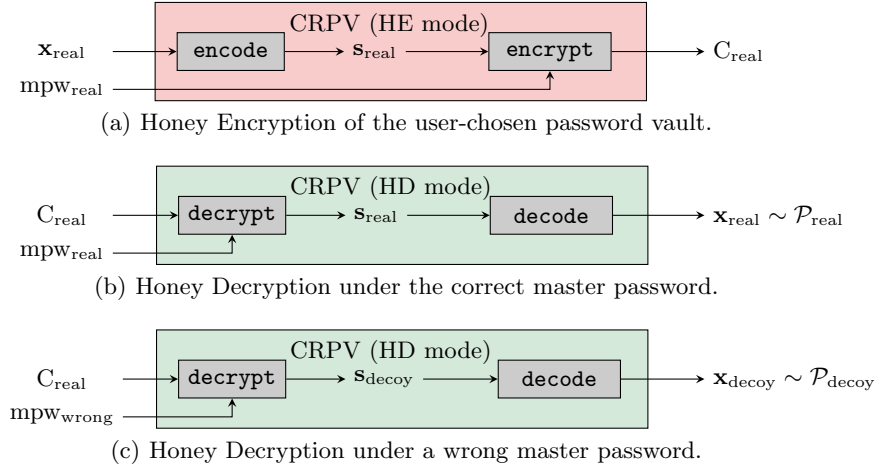 CRPV (HE mode)
x_real encode s_real encrypt C_real
mpw_real
(a) Honey Encryption of the user-chosen password vault.
CRPV (HD mode)
C_real decrypt s_real decode x_real ∼ P_real
mpw_real
(b) Honey Decryption under the correct master password.
CRPV (HD mode)
C_real decrypt s_decoy decode x_decoy ∼ P_decoy
mpw_wrong
(c) Honey Decryption under a wrong master password.